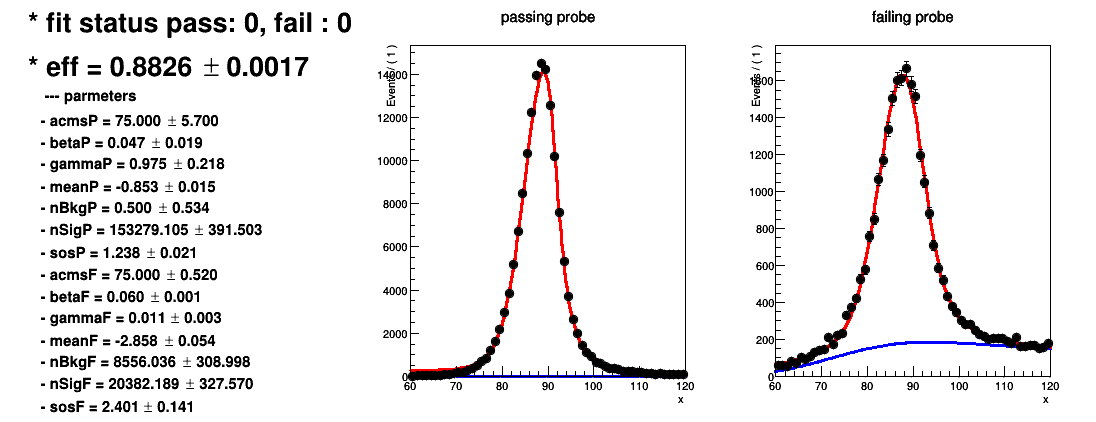 * fit status pass: 0, fail : 0
* eff = 0.8826 ± 0.0017
--- parmeters
- acmsP = 75.000 ± 5.700
- betaP = 0.047 ± 0.019
- gammaP = 0.975 ± 0.218
- meanP = -0.853 ± 0.015
- nBkgP = 0.500 ± 0.534
- nSigP = 153279.105 ± 391.503
- sosP = 1.238 ± 0.021
- acmsF = 75.000 ± 0.520
- betaF = 0.060 ± 0.001
- gammaF = 0.011 ± 0.003
- meanF = -2.858 ± 0.054
- nBkgF = 8556.036 ± 308.998
- nSigF = 20382.189 ± 327.570
- sosF = 2.401 ± 0.141
passing probe
Events / ( 1 )
14000
12000
10000
8000
6000
4000
2000
0
60 70 80 90 100 110 120
x
failing probe
Events / ( 1 )
1600
1400
1200
1000
800
600
400
200
0
60 70 80 90 100 110 120
x